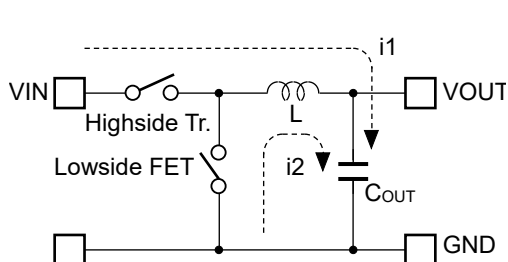 i1
VIN
VOUT
L
Highside Tr.
Lowside FET
i2
COUT
GND